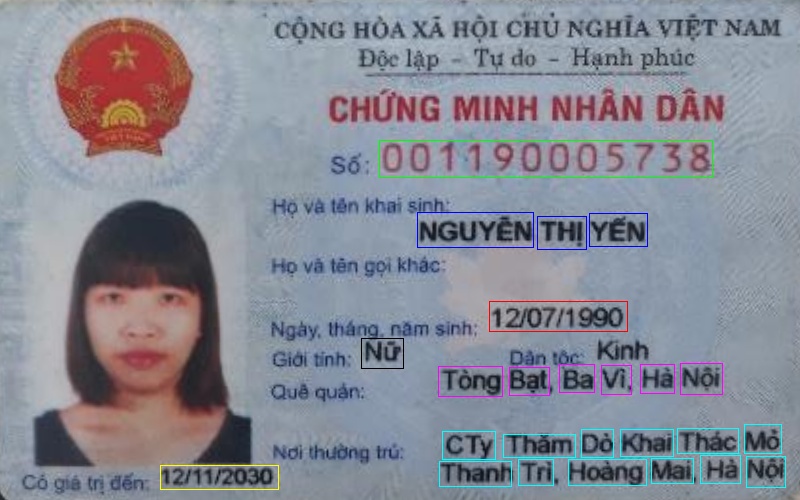 CỘNG HÒA XÃ HỘI CHỦ NGHĨA VIỆT NAM
Độc lập - Tự do - Hạnh phúc
CHỨNG MINH NHÂN DÂN
Số: 001190005738
Họ và tên khai sinh:
NGUYỄN THỊ YẾN
Họ và tên gọi khác:
Ngày, tháng, năm sinh: 12/07/1990
Giới tính: Nữ Dân tộc: Kinh
Quê quán: Tòng Bạt, Ba Vì, Hà Nội
Nơi thường trú: CTy Thăm Dò Khai Thác Mỏ
Thanh Trì, Hoàng Mai, Hà Nội
Có giá trị đến: 12/11/2030